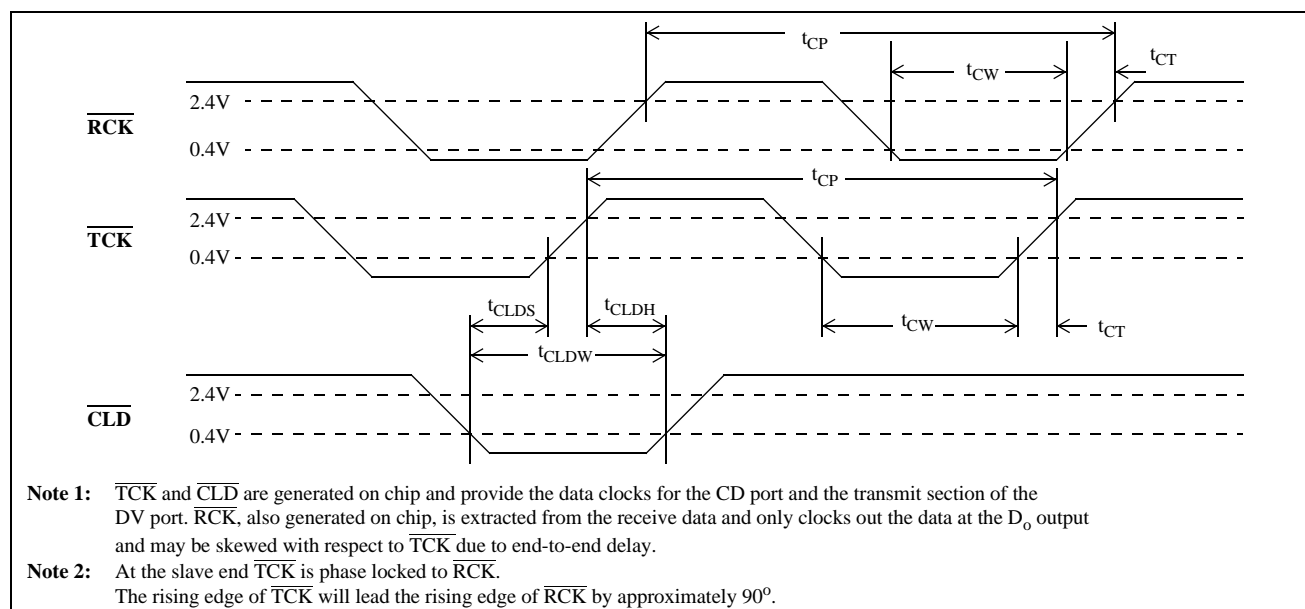 tCP
tCW
tCT
RCK
2.4V
0.4V
tCP
TCK
2.4V
0.4V
tCLDS
tCLDH
tCW
tCT
tCLDW
CLD
2.4V
0.4V
Note 1: TCK and CLD are generated on chip and provide the data clocks for the CD port and the transmit section of the
DV port. RCK, also generated on chip, is extracted from the receive data and only clocks out the data at the Do output
and may be skewed with respect to TCK due to end-to-end delay.
Note 2: At the slave end TCK is phase locked to RCK.
The rising edge of TCK will lead the rising edge of RCK by approximately 90o.